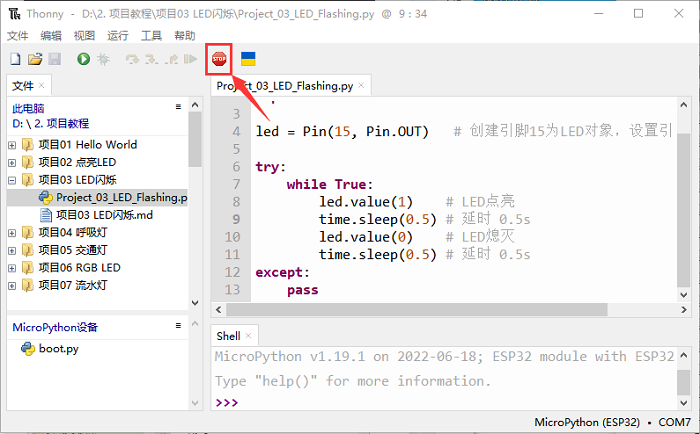 Thonny - D:\2. 项目教程\项目03 LED闪烁\Project_03_LED_Flashing.py @ 9 : 34
文件 编辑 视图 运行 工具 帮助
STOP
文件 ×
此电脑
D: \ 2. 项目教程
项目01 Hello World
项目02 点亮LED
项目03 LED闪烁
Project_03_LED_Flashing.p
项目03 LED闪烁.md
项目04 呼吸灯
项目05 交通灯
项目06 RGB LED
项目07 流水灯
MicroPython设备
boot.py
Project_03_LED_Flashing.py ×
3
4 led = Pin(15, Pin.OUT) # 创建引脚15为LED对象，设置引
5
6 try:
7 while True:
8 led.value(1) # LED点亮
9 time.sleep(0.5) # 延时 0.5s
10 led.value(0) # LED熄灭
11 time.sleep(0.5) # 延时 0.5s
12 except:
13 pass
Shell ×
MicroPython v1.19.1 on 2022-06-18; ESP32 module with ESP32
Type "help()" for more information.
>>>
MicroPython (ESP32) • COM7